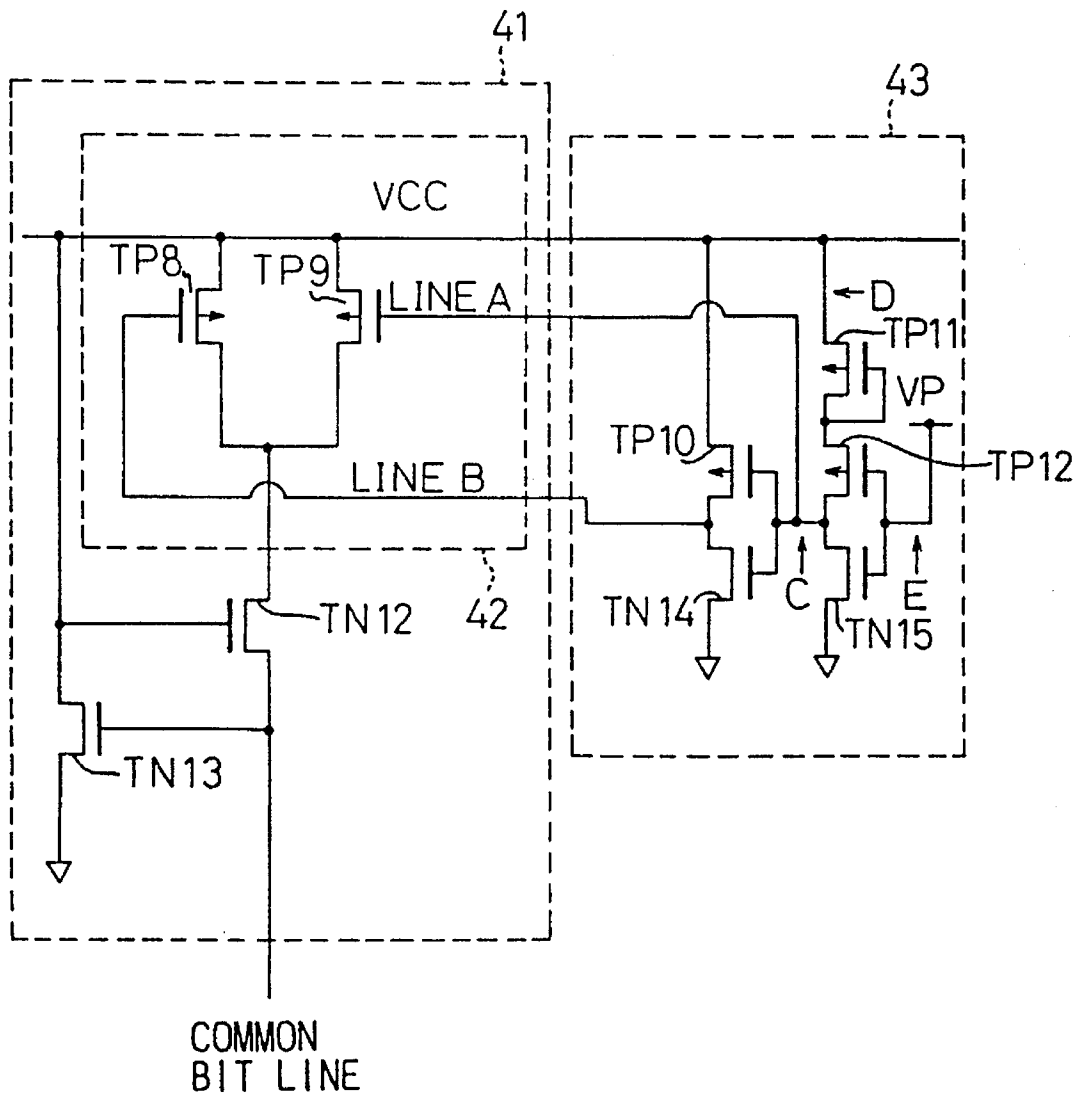 41
43
VCC
TP8
TP9
LINE A
D
TP11
VP
TP10
TP12
LINE B
C
E
TN14
TN15
TN12
42
TN13
COMMON
BIT LINE